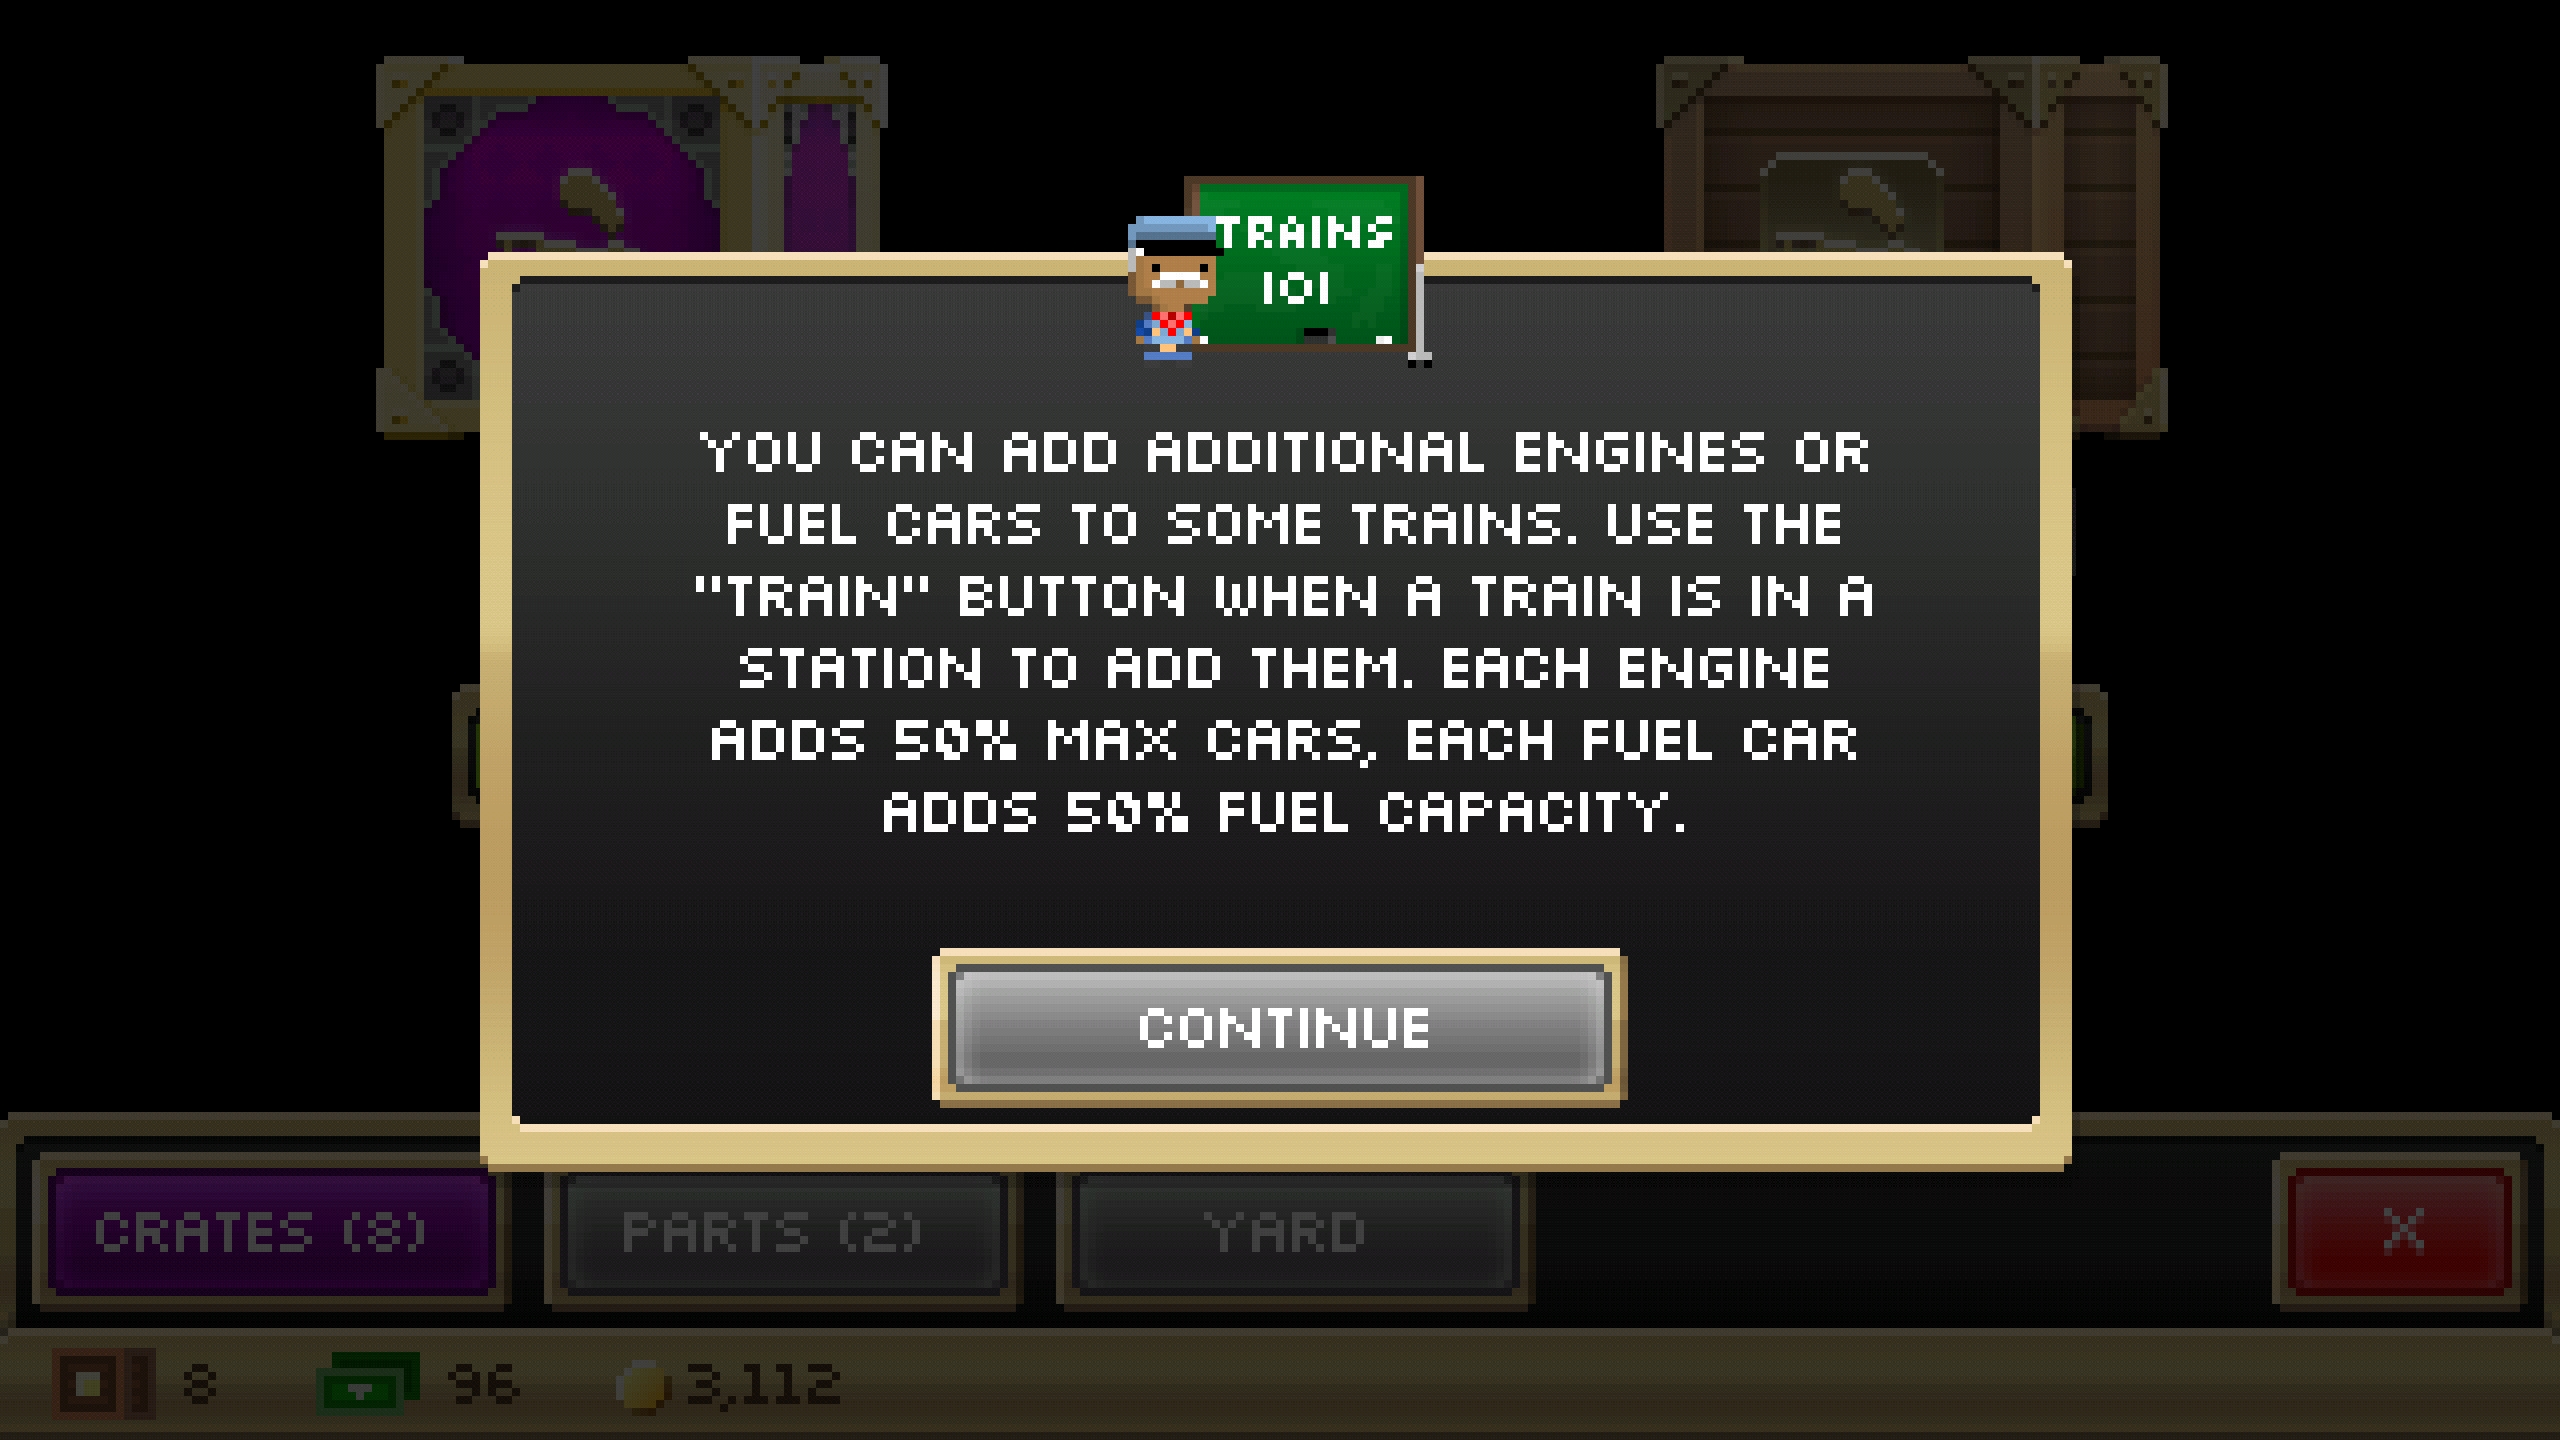 TRAINS
101
YOU CAN ADD ADDITIONAL ENGINES OR
FUEL CARS TO SOME TRAINS. USE THE
"TRAIN" BUTTON WHEN A TRAIN IS IN A
STATION TO ADD THEM. EACH ENGINE
ADDS 50% MAX CARS, EACH FUEL CAR
ADDS 50% FUEL CAPACITY.
CONTINUE
CRATES (8)
PARTS (2)
YARD
X
8
96
3,112